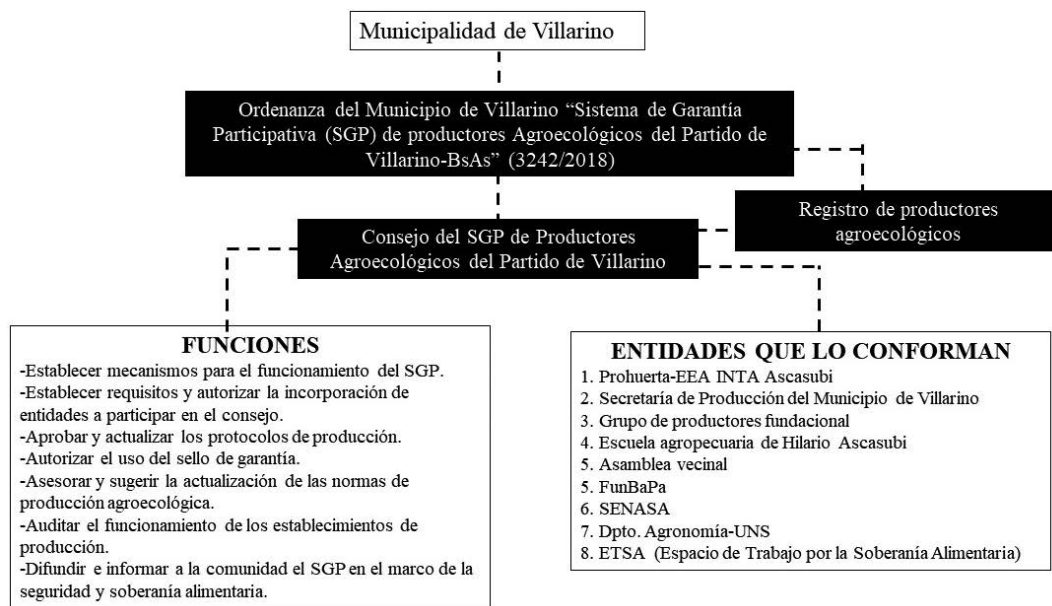 Municipalidad de Villarino
Ordenanza del Municipio de Villarino “Sistema de Garantía
Participativa (SGP) de productores Agroecológicos del Partido de
Villarino-BsAs” (3242/2018)
Registro de productores
agroecológicos
Consejo del SGP de Productores
Agroecológicos del Partido de Villarino
FUNCIONES
-Establecer mecanismos para el funcionamiento del SGP.
-Establecer requisitos y autorizar la incorporación de
entidades a participar en el consejo.
-Aprobar y actualizar los protocolos de producción.
-Autorizar el uso del sello de garantía.
-Asesorar y sugerir la actualización de las normas de
producción agroecológica.
-Auditar el funcionamiento de los establecimientos de
producción.
-Difundir e informar a la comunidad el SGP en el marco de la
seguridad y soberanía alimentaria.
ENTIDADES QUE LO CONFORMAN
1. Prohuerta-EEA INTA Ascasubi
2. Secretaría de Producción del Municipio de Villarino
3. Grupo de productores fundacional
4. Escuela agropecuaria de Hilario Ascasubi
5. Asamblea vecinal
5. FunBaPa
6. SENASA
7. Dpto. Agronomía-UNS
8. ETSA (Espacio de Trabajo por la Soberanía Alimentaria)